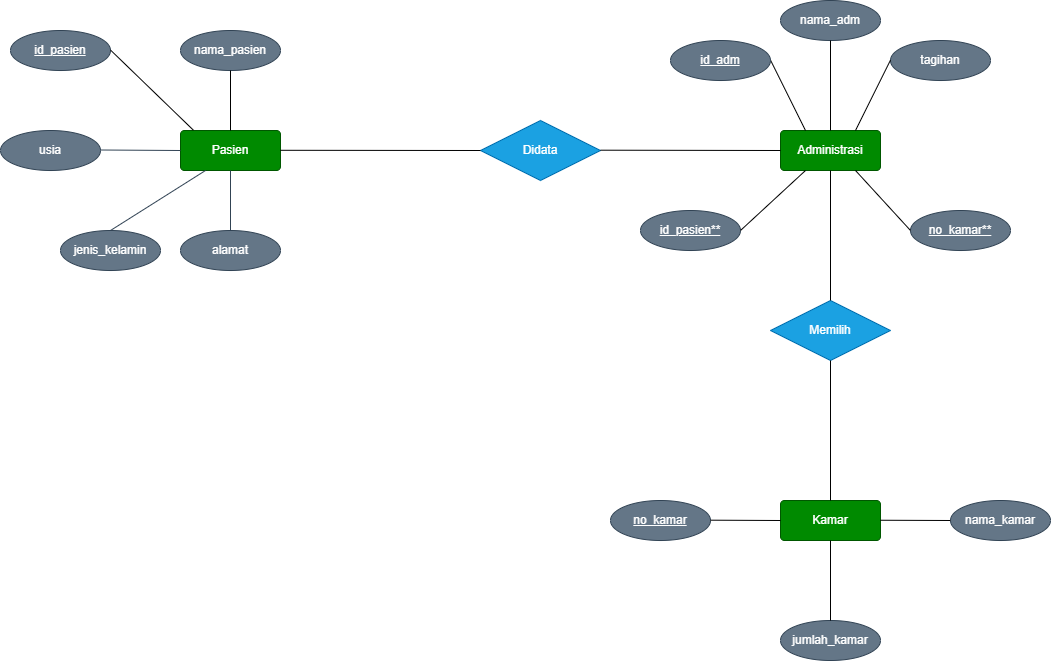 nama_adm
id_pasien
nama_pasien
id_adm
tagihan
usia
Pasien
Didata
Administrasi
jenis_kelamin
alamat
id_pasien**
no_kamar**
Memilih
no_kamar
Kamar
nama_kamar
jumlah_kamar